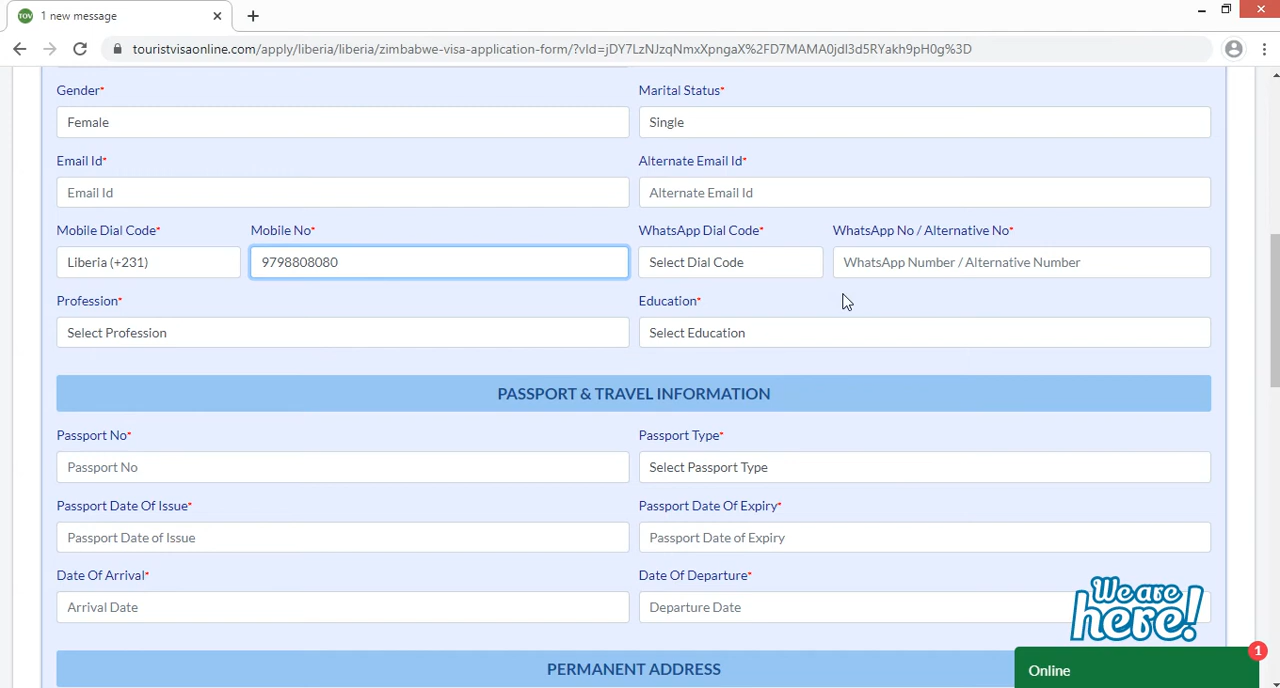 TOV 1 new message
touristvisaonline.com/apply/liberia/liberia/zimbabwe-visa-application-form/?vId=jDY7LzNJzqNmxXpngaX%2FD7MAMA0jdI3d5RYakh9pH0g%3D
Gender* Marital Status*
Female Single
Email Id* Alternate Email Id*
Email Id Alternate Email Id
Mobile Dial Code* Mobile No* WhatsApp Dial Code* WhatsApp No / Alternative No*
Liberia (+231) 9798808080 Select Dial Code WhatsApp Number / Alternative Number
Profession* Education*
Select Profession Select Education
PASSPORT & TRAVEL INFORMATION
Passport No* Passport Type*
Passport No Select Passport Type
Passport Date Of Issue* Passport Date Of Expiry*
Passport Date of Issue Passport Date of Expiry
Date Of Arrival* Date Of Departure*
Arrival Date Departure Date
We are
here!
PERMANENT ADDRESS
Online 1